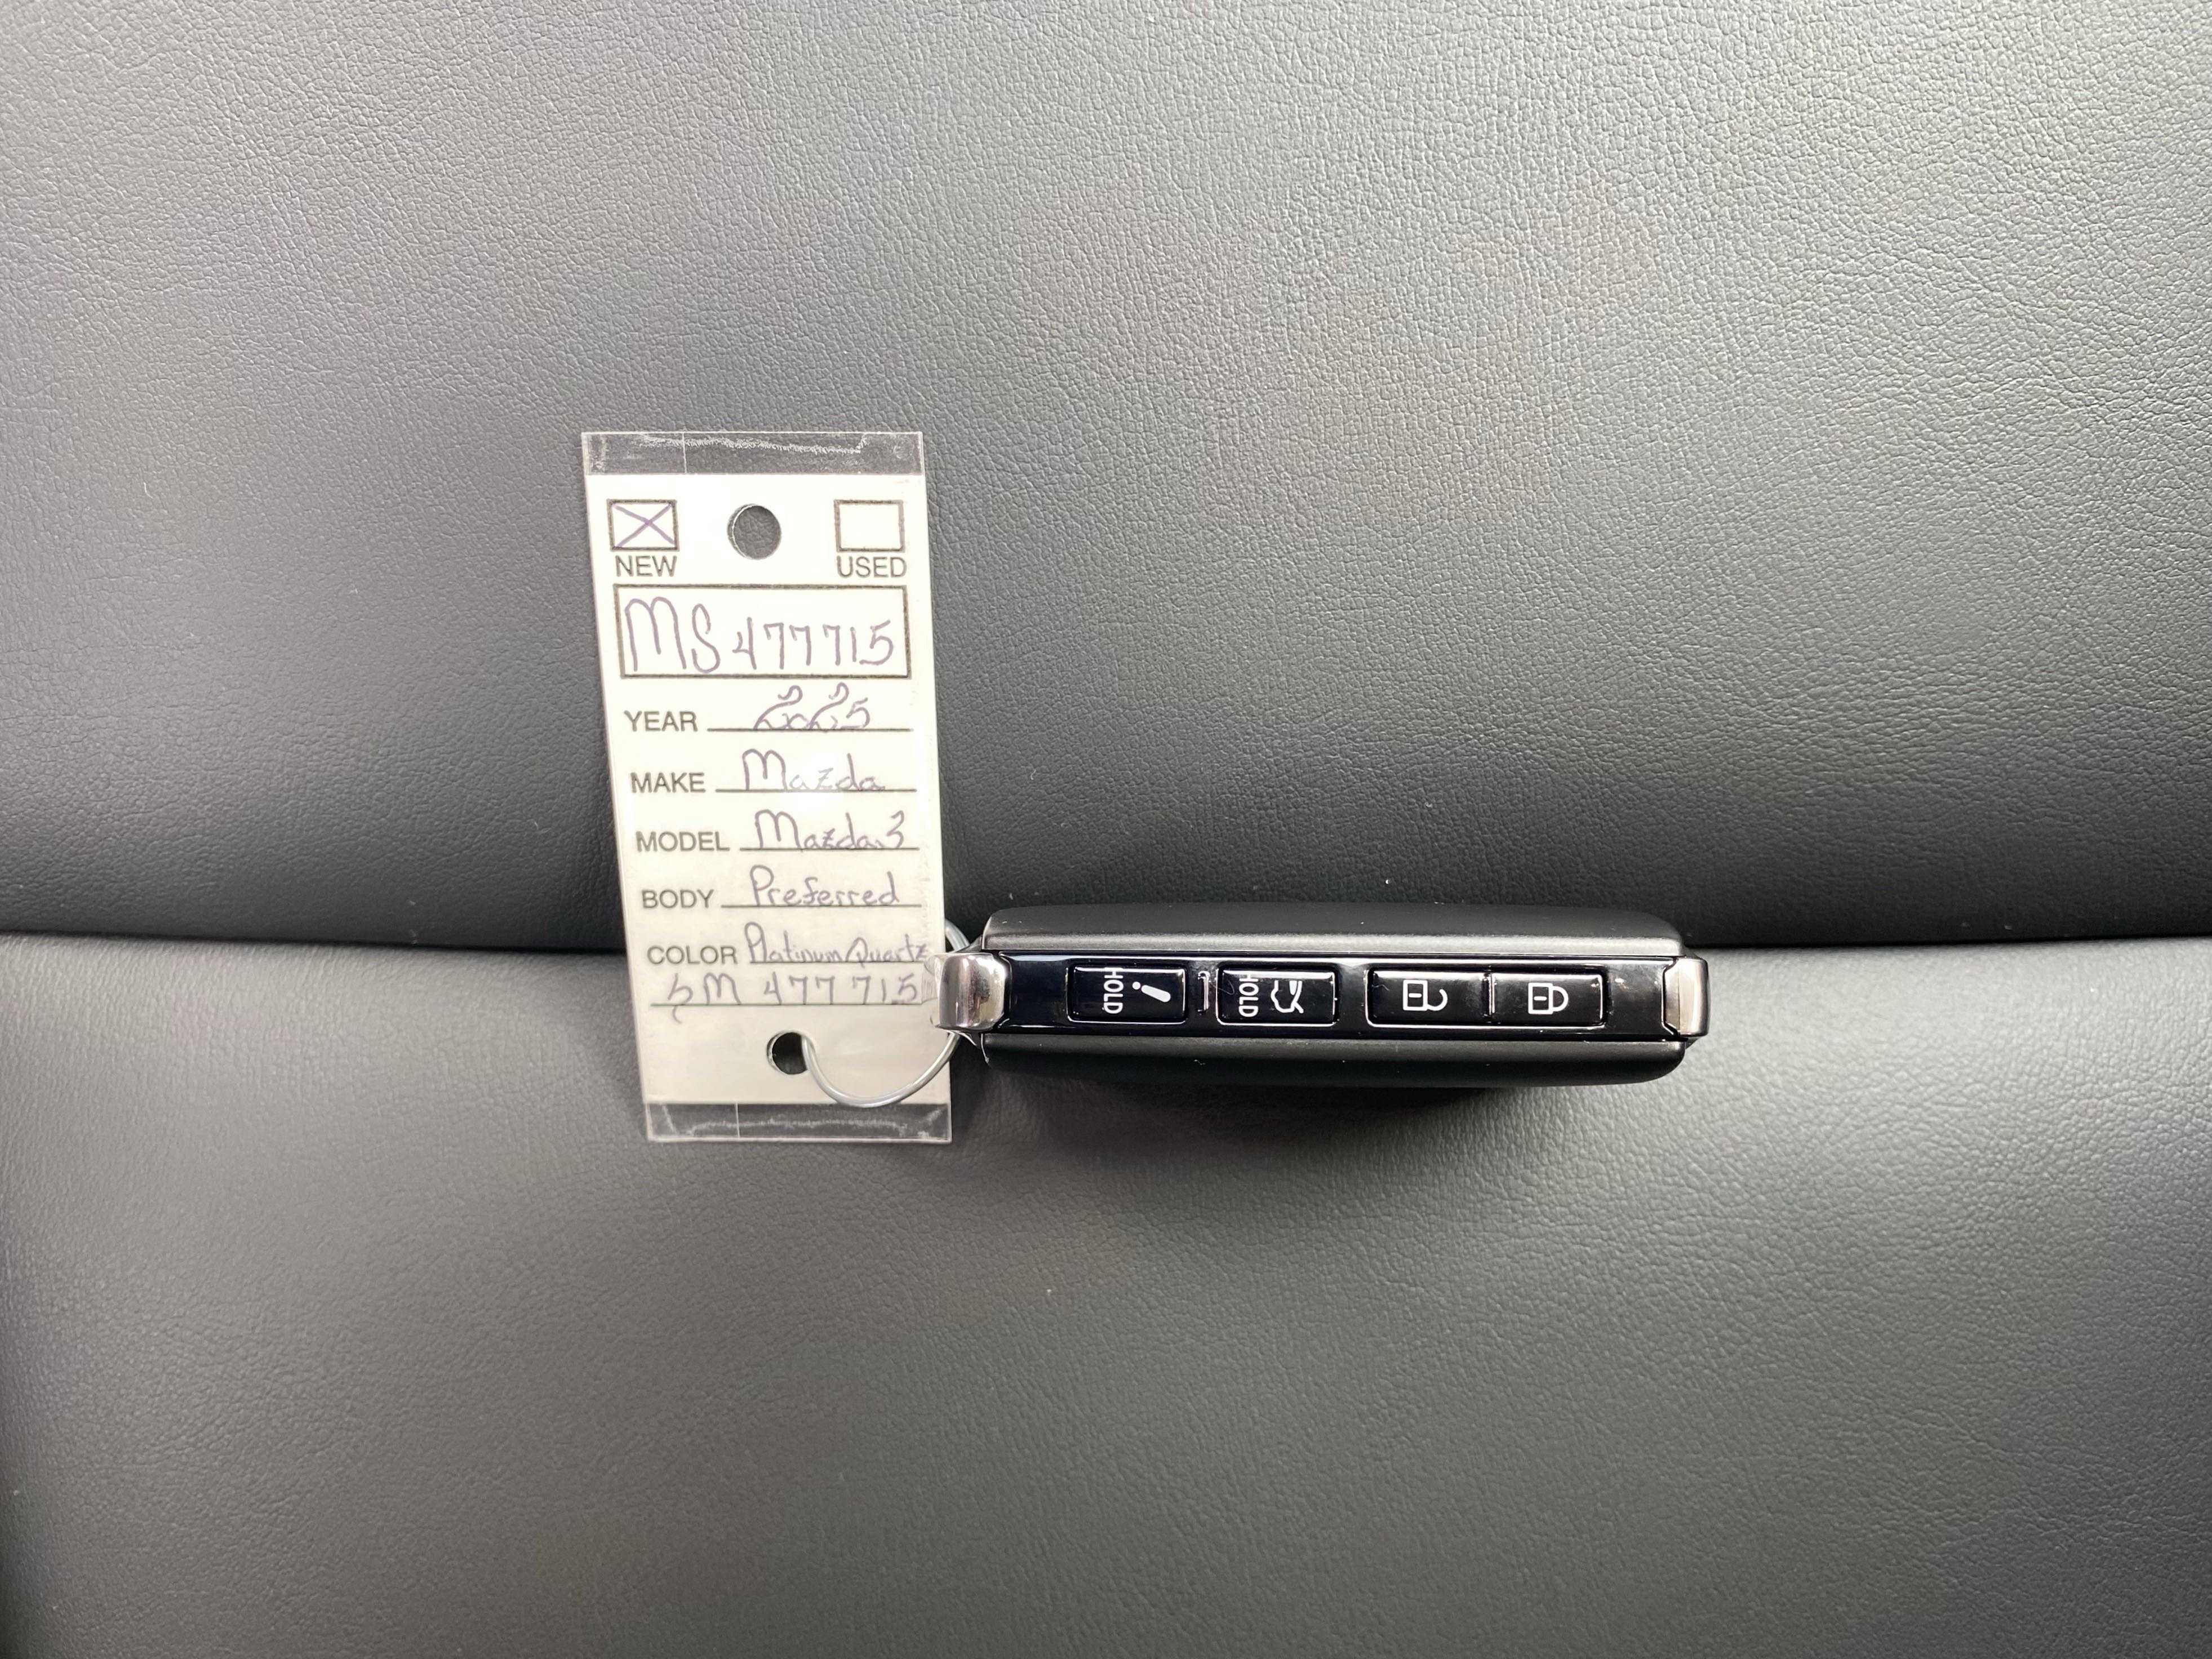 NEW USED
MS477715
YEAR 2025
MAKE Mazda
MODEL Mazda3
BODY Preferred
COLOR Platinum Quartz
SM 477715
HOLD
HOLD